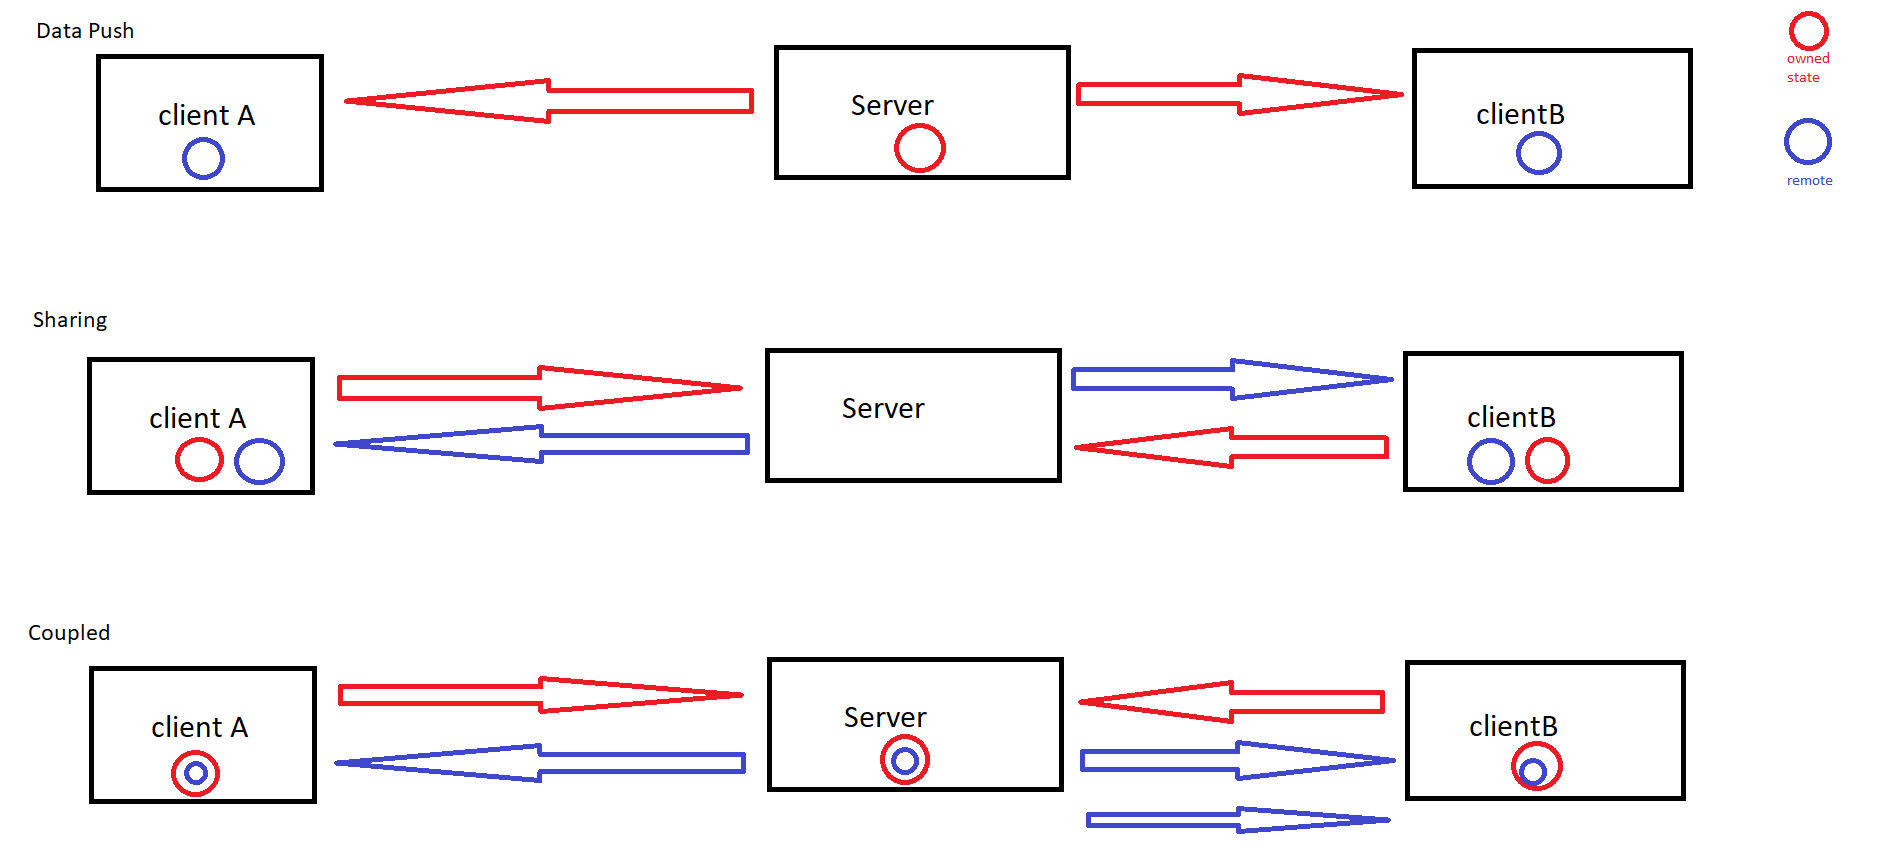 Data Push
client A
Server
clientB
owned
state
remote
Sharing
client A
Server
clientB
Coupled
client A
Server
clientB